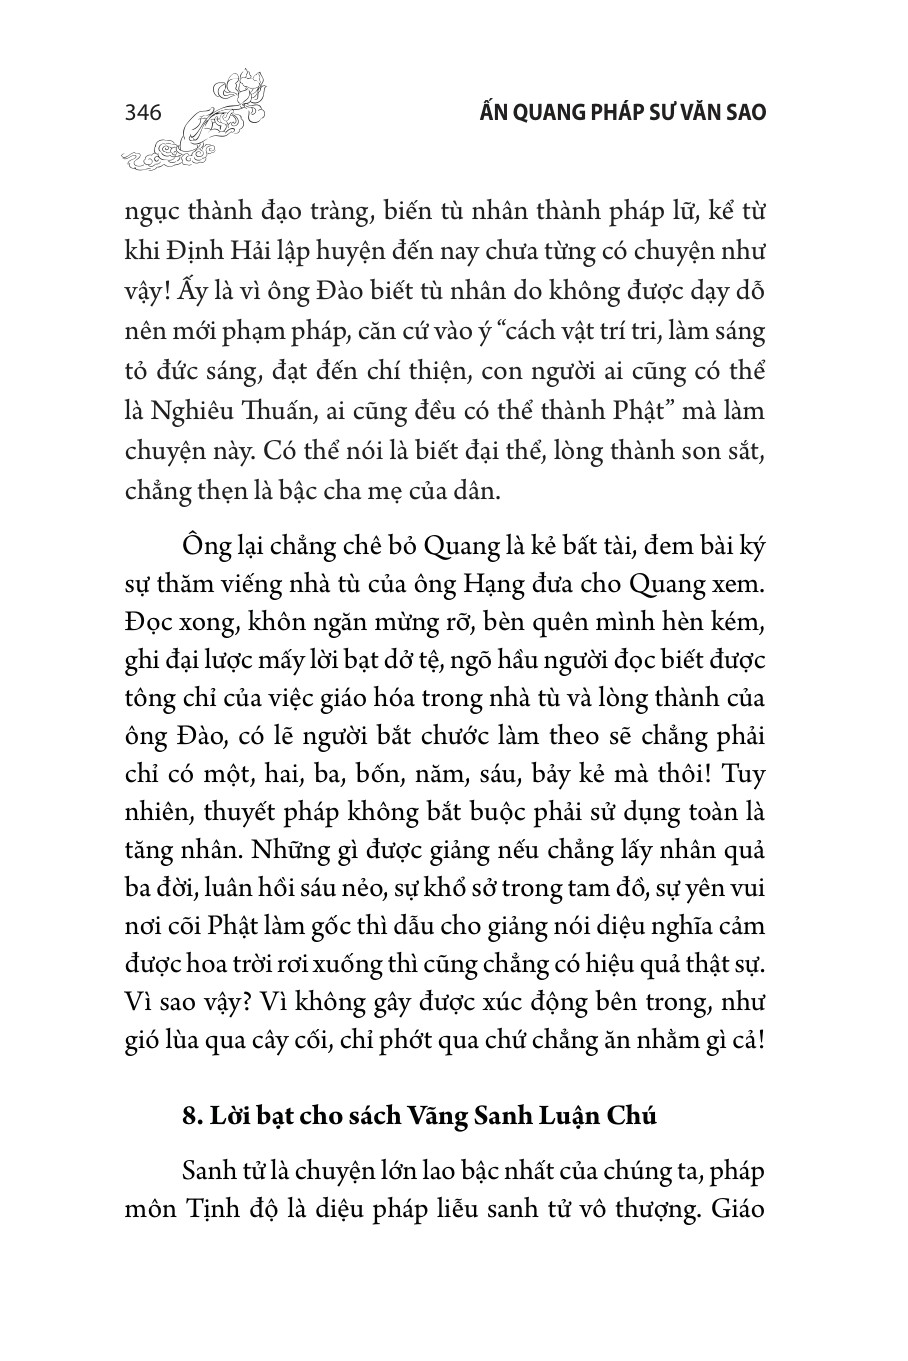 346
ẤN QUANG PHÁP SƯ VĂN SAO
ngục thành đạo tràng, biến tù nhân thành pháp lữ, kể từ
khi Định Hải lập huyện đến nay chưa từng có chuyện như
vậy! Ấy là vì ông Đào biết tù nhân do không được dạy dỗ
nên mới phạm pháp, căn cứ vào ý “cách vật trí tri, làm sáng
tỏ đức sáng, đạt đến chí thiện, con người ai cũng có thể
là Nghiêu Thuấn, ai cũng đều có thể thành Phật” mà làm
chuyện này. Có thể nói là biết đại thể, lòng thành son sắt,
chẳng thẹn là bậc cha mẹ của dân.
Ông lại chẳng chê bỏ Quang là kẻ bất tài, đem bài ký
sự thăm viếng nhà tù của ông Hạng đưa cho Quang xem.
Đọc xong, khôn ngăn mừng rỡ, bèn quên mình hèn kém,
ghi đại lược mấy lời bạt dở tệ, ngõ hầu người đọc biết được
tông chỉ của việc giáo hóa trong nhà tù và lòng thành của
ông Đào, có lẽ người bắt chước làm theo sẽ chẳng phải
chỉ có một, hai, ba, bốn, năm, sáu, bảy kẻ mà thôi! Tuy
nhiên, thuyết pháp không bắt buộc phải sử dụng toàn là
tăng nhân. Những gì được giảng nếu chẳng lấy nhân quả
ba đời, luân hồi sáu nẻo, sự khổ sở trong tam đồ, sự yên vui
nơi cõi Phật làm gốc thì dẫu cho giảng nói diệu nghĩa cảm
được hoa trời rơi xuống thì cũng chẳng có hiệu quả thật sự.
Vì sao vậy? Vì không gây được xúc động bên trong, như
gió lùa qua cây cối, chỉ phớt qua chứ chẳng ăn nhằm gì cả!
8. Lời bạt cho sách Vãng Sanh Luận Chú
Sanh tử là chuyện lớn lao bậc nhất của chúng ta, pháp
môn Tịnh độ là diệu pháp liễu sanh tử vô thượng. Giáo